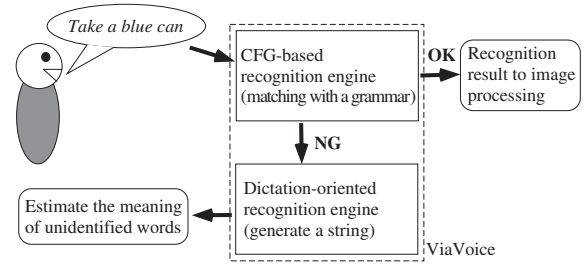 Take a blue can
CFG-based
recognition engine
(matching with a grammar)
OK
Recognition
result to image
processing
NG
Dictation-oriented
recognition engine
(generate a string)
Estimate the meaning
of unidentified words
ViaVoice